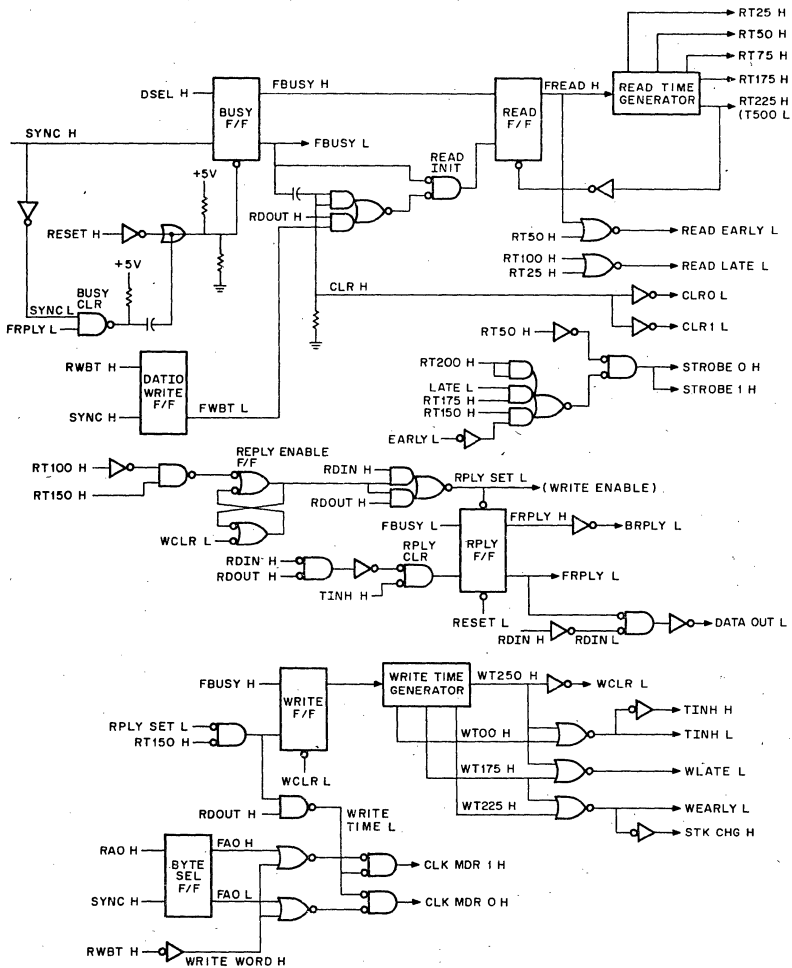 RT25 H
RT50 H
RT75 H
RT175 H
RT225 H
(T500 L)
READ TIME
GENERATOR
FREAD H
DSEL H
BUSY
F/F
FBUSY H
READ
F/F
SYNC H
FBUSY L
READ
INIT
+5V
RDOUT H
RESET H
RT50 H
READ EARLY L
RT100 H
RT25 H
READ LATE L
+5V
BUSY
CLR
SYNC L
FRPLY L
CLR H
CLR0 L
CLR1 L
RT50 H
STROBE 0 H
STROBE 1 H
RWBT H
DATIO
WRITE
F/F
SYNC H
FWBT L
RT200 H
LATE L
RT175 H
RT150 H
EARLY L
REPLY ENABLE
F/F
RT100 H
RT150 H
WCLR L
RDIN H
RDOUT H
RPLY SET L
(WRITE ENABLE)
FBUSY L
RPLY
F/F
FRPLY H
BRPLY L
RPLY
CLR
RDIN H
RDOUT H
TINH H
FRPLY L
RESET L
RDIN H
RDIN L
DATA OUT L
FBUSY H
WRITE
F/F
WRITE TIME
GENERATOR
WT250 H
WCLR L
RPLY SET L
RT150 H
WT00 H
TINH H
TINH L
WCLR L
WT175 H
WLATE L
RDOUT H
WRITE
TIME L
WT225 H
WEARLY L
STK CHG H
RAO H
BYTE
SEL
F/F
FAO H
CLK MDR 1 H
SYNC H
FAO L
CLK MDR 0 H
RWBT H
WRITE WORD H